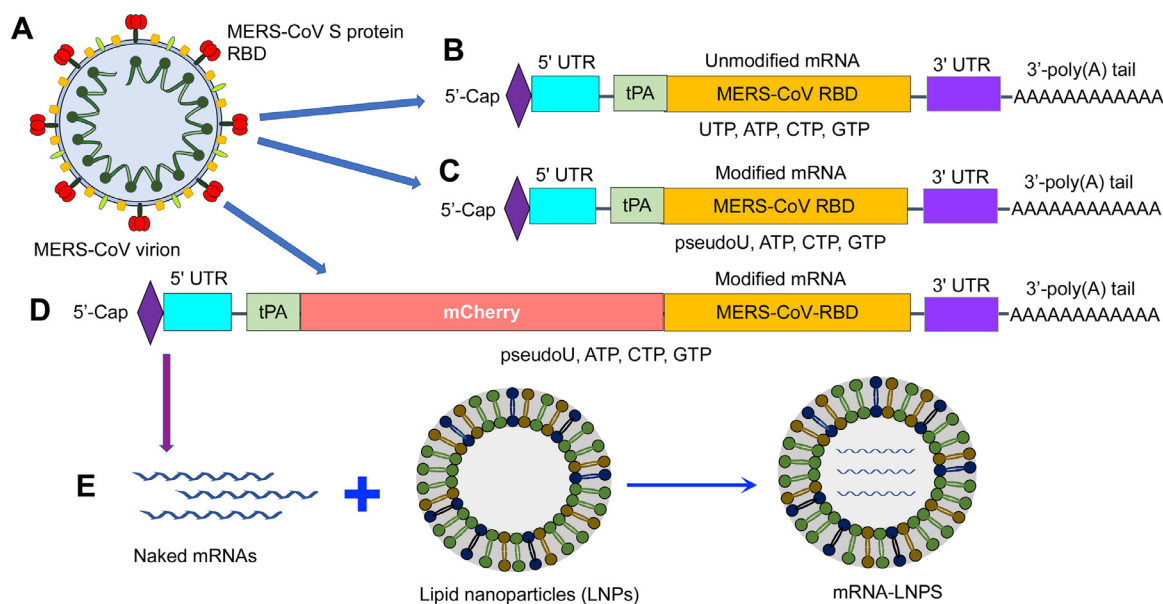 A
MERS-CoV S protein
RBD
MERS-CoV virion
B
5'-Cap
5' UTR
tPA
Unmodified mRNA
MERS-CoV RBD
UTP, ATP, CTP, GTP
3' UTR
3'-poly(A) tail
AAAAAAAAAAAA
C
5'-Cap
5' UTR
tPA
Modified mRNA
MERS-CoV RBD
pseudoU, ATP, CTP, GTP
3' UTR
3'-poly(A) tail
AAAAAAAAAAAA
D
5'-Cap
5' UTR
tPA
mCherry
Modified mRNA
MERS-CoV-RBD
pseudoU, ATP, CTP, GTP
3' UTR
3'-poly(A) tail
AAAAAAAAAAAA
E
Naked mRNAs
Lipid nanoparticles (LNPs)
mRNA-LNPS